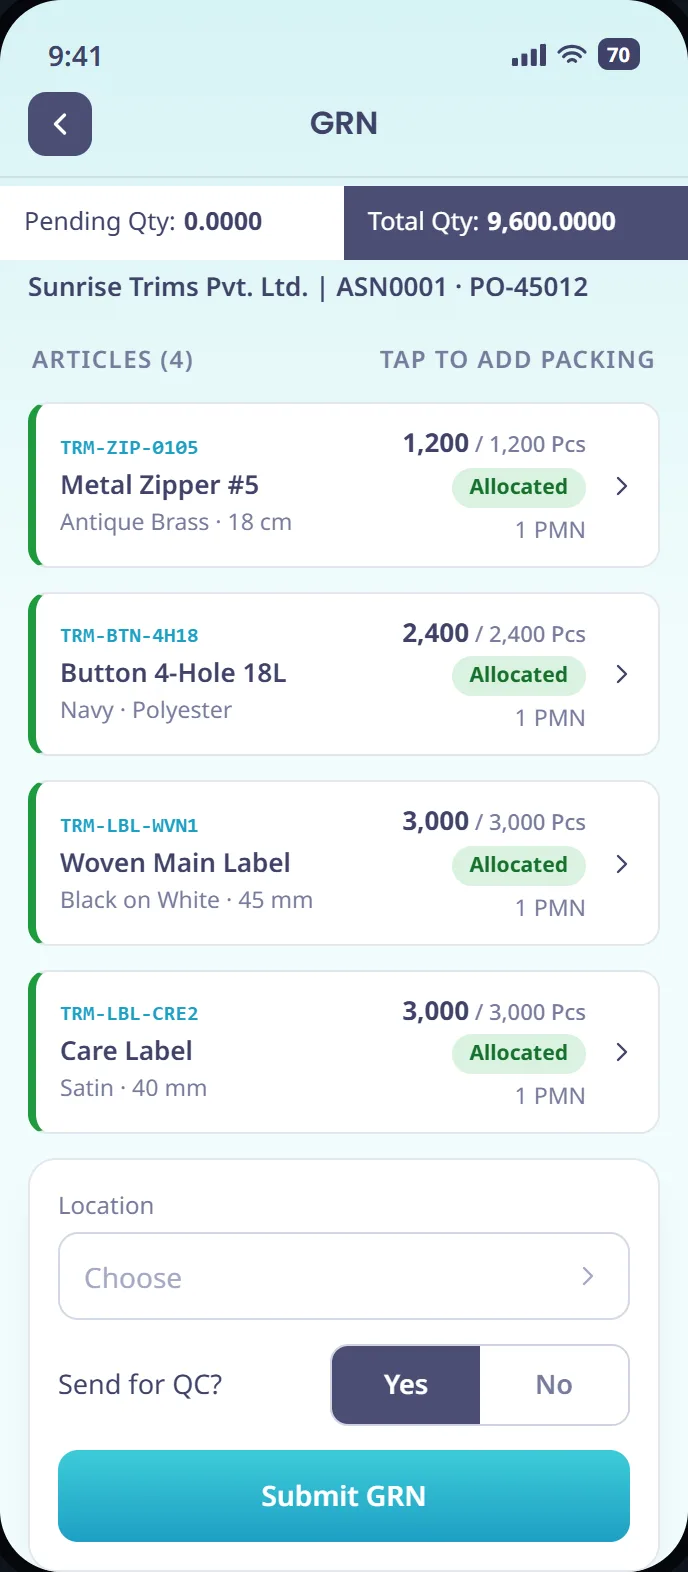 9:41
70
GRN
Pending Qty: 0.0000
Total Qty: 9,600.0000
Sunrise Trims Pvt. Ltd. | ASN0001 · PO-45012
ARTICLES (4)
TAP TO ADD PACKING
TRM-ZIP-0105
Metal Zipper #5
Antique Brass · 18 cm
1,200 / 1,200 Pcs
Allocated
1 PMN
TRM-BTN-4H18
Button 4-Hole 18L
Navy · Polyester
2,400 / 2,400 Pcs
Allocated
1 PMN
TRM-LBL-WVN1
Woven Main Label
Black on White · 45 mm
3,000 / 3,000 Pcs
Allocated
1 PMN
TRM-LBL-CRE2
Care Label
Satin · 40 mm
3,000 / 3,000 Pcs
Allocated
1 PMN
Location
Choose
Send for QC?
Yes
No
Submit GRN